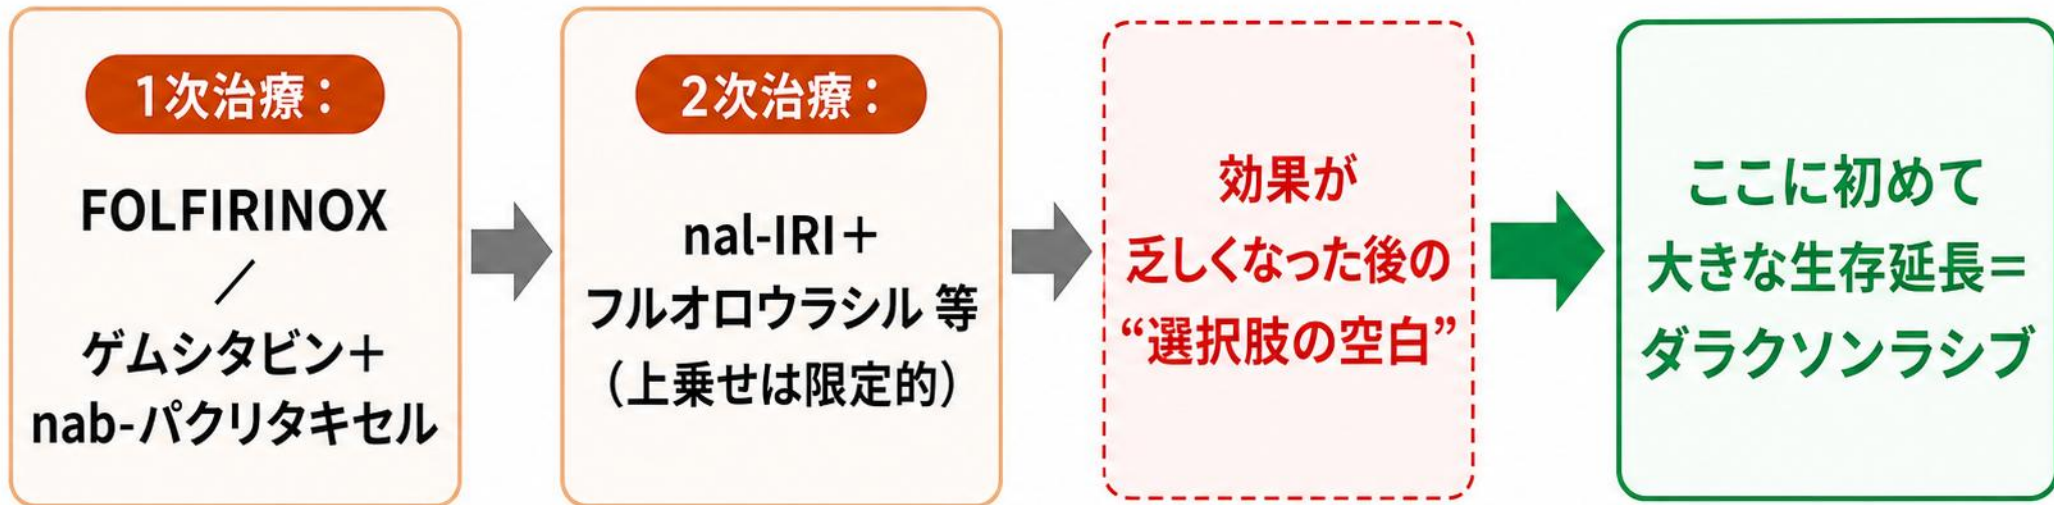 1次治療：
FOLFIRINOX
／
ゲムシタビン＋
nab-パクリタキセル
2次治療：
nal-IRI＋
フルオロウラシル 等
（上乗せは限定的）
効果が
乏しくなった後の
“選択肢の空白”
ここに初めて
大きな生存延長＝
ダラクソンラシブ